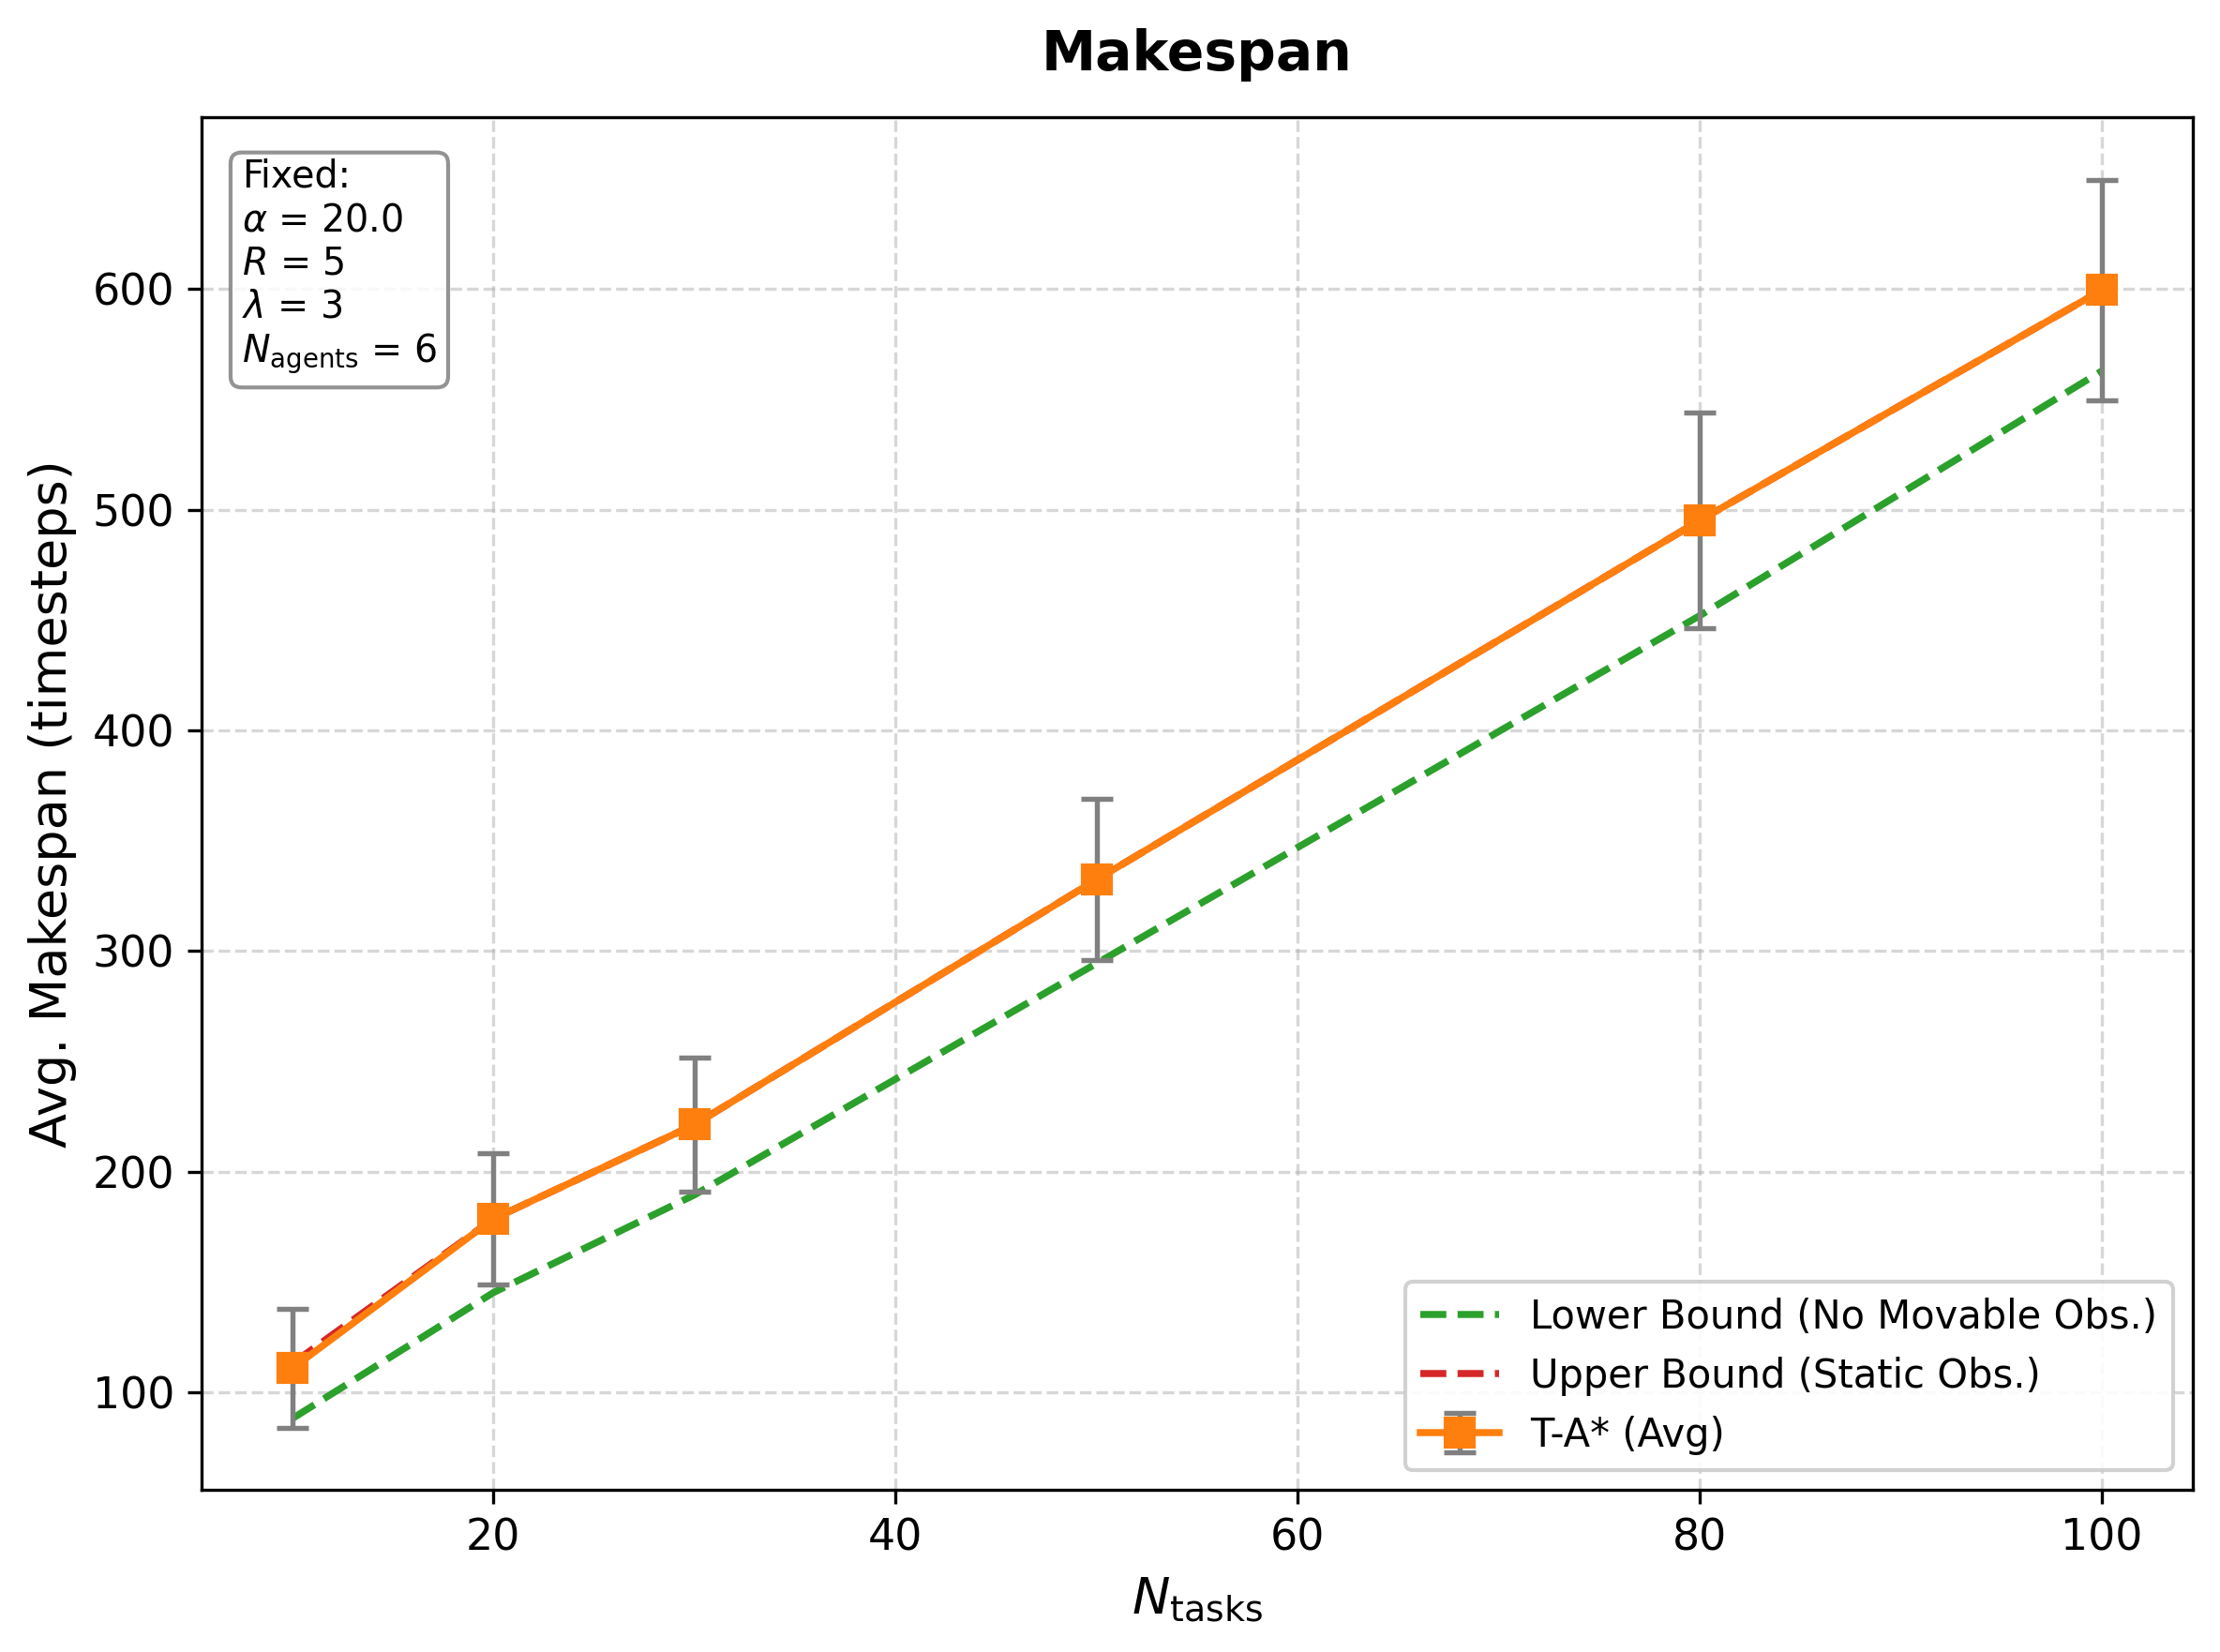 Makespan
Fixed:
α = 20.0
R = 5
λ = 3
N_agents = 6
600
500
400
300
200
100
Avg. Makespan (timesteps)
Lower Bound (No Movable Obs.)
Upper Bound (Static Obs.)
T-A* (Avg)
20 40 60 80 100
N_tasks